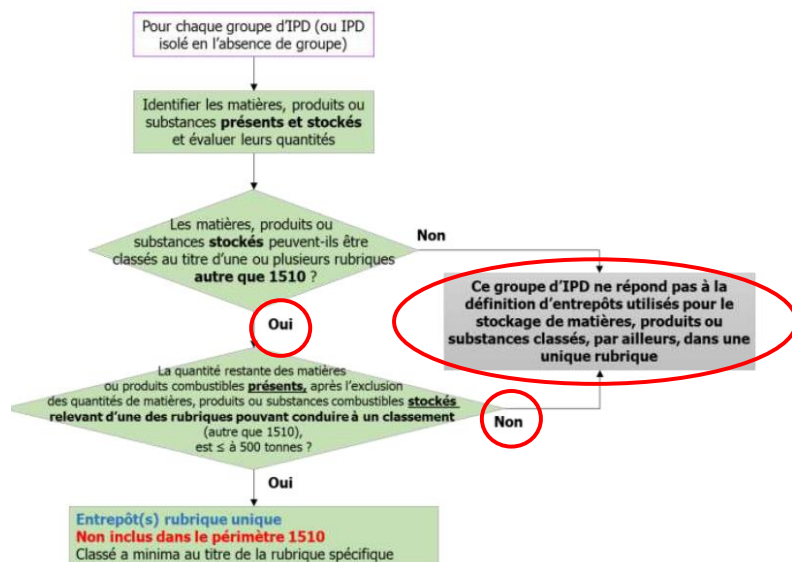 Pour chaque groupe d'IPD (ou IPD
isolé en l'absence de groupe)
Identifier les matières, produits ou
substances présents et stockés
et évaluer leurs quantités
Les matières, produits ou
substances stockés peuvent-ils être
classés au titre d'une ou plusieurs rubriques
autre que 1510 ?
Non
Ce groupe d'IPD ne répond pas à la
définition d'entrepôts utilisés pour le
stockage de matières, produits ou
substances classés, par ailleurs, dans une
unique rubrique
Oui
La quantité restante des matières
ou produits combustibles présents, après l'exclusion
des quantités de matières, produits ou substances combustibles stockés
relevant d'une des rubriques pouvant conduire à un classement
(autre que 1510),
est ≤ à 500 tonnes ?
Non
Oui
Entrepôt(s) rubrique unique
Non inclus dans le périmètre 1510
Classé a minima au titre de la rubrique spécifique